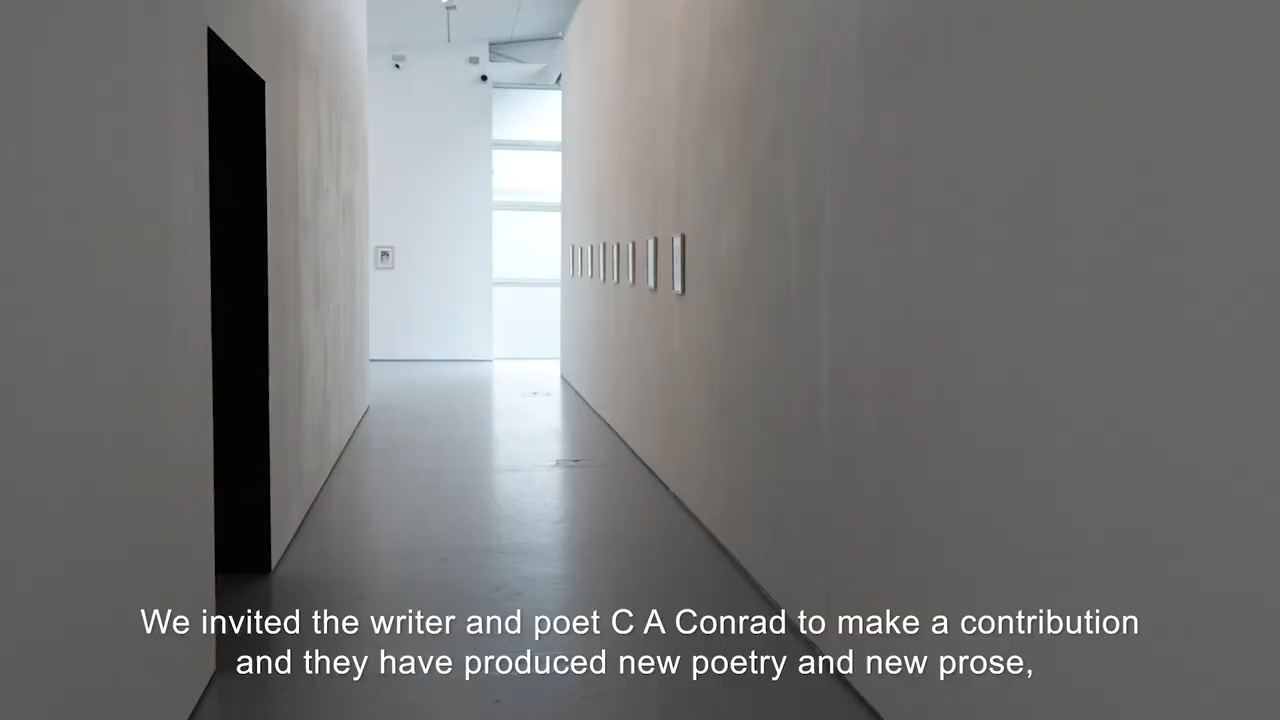 We invited the writer and poet C A Conrad to make a contribution
and they have produced new poetry and new prose,